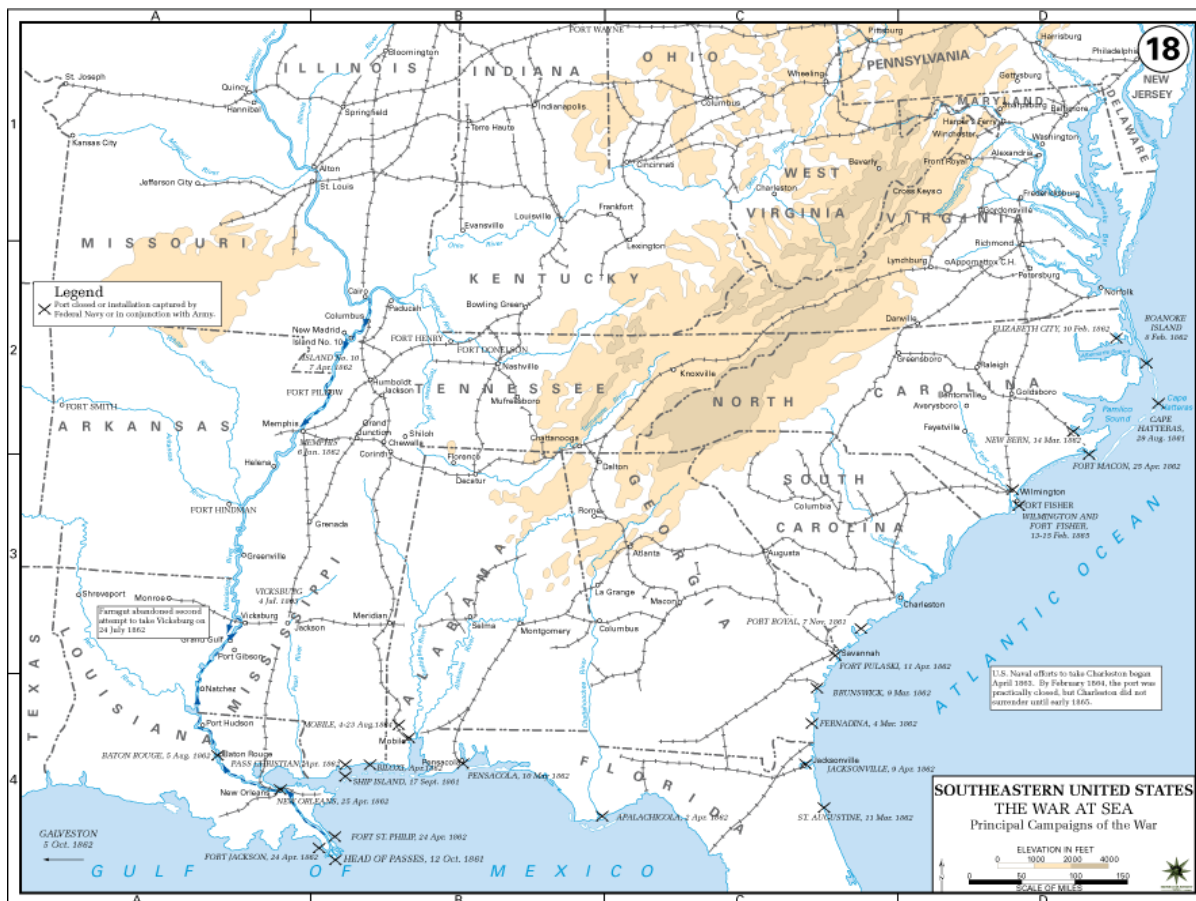 A
B
C
D
18
1
2
3
4
ILLINOIS
INDIANA
OHIO
PENNSYLVANIA
NEW
JERSEY
MARYLAND
DELAWARE
WEST
VIRGINIA
VIRGINIA
MISSOURI
KENTUCKY
TENNESSEE
NORTH
CAROLINA
ARKANSAS
SOUTH
CAROLINA
GEORGIA
ALABAMA
MISSISSIPPI
LOUISIANA
TEXAS
FLORIDA
FORT WAYNE
Pittsburg
Harrisburg
Philadelphia
St. Joseph
Bloomington
Wheeling
Gettysburg
Quincy
Hannibal
Springfield
Indianapolis
Columbus
Sharpsburg
Baltimore
Harper's Ferry
Winchester
Washington
Terre Haute
Kansas City
Alton
Jefferson City
St. Louis
Cincinnati
Beverly
Front Royal
Alexandria
Charleston
Cross Keys
Fredericksburg
Gordonsville
Frankfort
Louisville
Evansville
Lexington
Richmond
Lynchburg
Appomattox C.H.
Petersburg
Norfolk
Legend
Port closed or installation captured by
Federal Navy or in conjunction with Army.
Cairo
Paducah
Columbus
Bowling Green
New Madrid
Island No. 10
ISLAND No. 10
7 Apr. 1862
FORT HENRY
FORT DONELSON
Nashville
Danville
ELIZABETH CITY, 10 Feb. 1862
ROANOKE
ISLAND
8 Feb. 1862
Greensboro
Raleigh
Knoxville
Humboldt
Jackson
FORT PILLOW
Mufreesboro
Bentonville
Goldsboro
Averysboro
Fayetville
Cape
Hatteras
CAPE
HATTERAS,
28 Aug. 1861
Pamlico
Sound
FORT SMITH
Memphis
MEMPHIS
6 Jun. 1862
Grand
Junction
Chewalla
Shiloh
Corinth
Chattanooga
NEW BERN, 14 Mar. 1862
FORT MACON, 25 Apr. 1862
Helena
Florence
Decatur
Dalton
Columbia
Wilmington
FORT FISHER
WILMINGTON AND
FORT FISHER,
13-15 Feb. 1865
FORT HINDMAN
Grenada
Rome
Atlanta
Augusta
Greenville
Shreveport
Monroe
VICKSBURG
4 Jul. 1863
Farragut abandoned second
attempt to take Vicksburg on
24 July 1862
Vicksburg
Jackson
Meridian
Selma
Montgomery
La Grange
Macon
Columbus
Charleston
Grand Gulf
Port Gibson
PORT ROYAL, 7 Nov. 1861
Savannah
FORT PULASKI, 11 Apr. 1862
Natchez
BRUNSWICK, 9 Mar. 1862
U.S. Naval efforts to take Charleston began
April 1863. By February 1864, the port was
practically closed, but Charleston did not
surrender until early 1865.
Port Hudson
MOBILE, 4-23 Aug. 1864
Mobile
FERNADINA, 4 Mar. 1862
BATON ROUGE, 5 Aug. 1862
Baton Rouge
Pensacola
Jacksonville
JACKSONVILLE, 9 Apr. 1862
SHIP ISLAND, 17 Sept. 1861
PENSACOLA, 10 May 1862
New Orleans
NEW ORLEANS, 25 Apr. 1862
APALACHICOLA, 2 Apr. 1862
ST. AUGUSTINE, 11 Mar. 1862
GALVESTON
5 Oct. 1862
FORT ST. PHILIP, 24 Apr. 1862
FORT JACKSON, 24 Apr. 1862
HEAD OF PASSES, 12 Oct. 1861
GULF OF MEXICO
ATLANTIC OCEAN
SOUTHEASTERN UNITED STATES
THE WAR AT SEA
Principal Campaigns of the War
ELEVATION IN FEET
0 1000 2000 4000
0 50 100 150
SCALE OF MILES
A
B
C
D